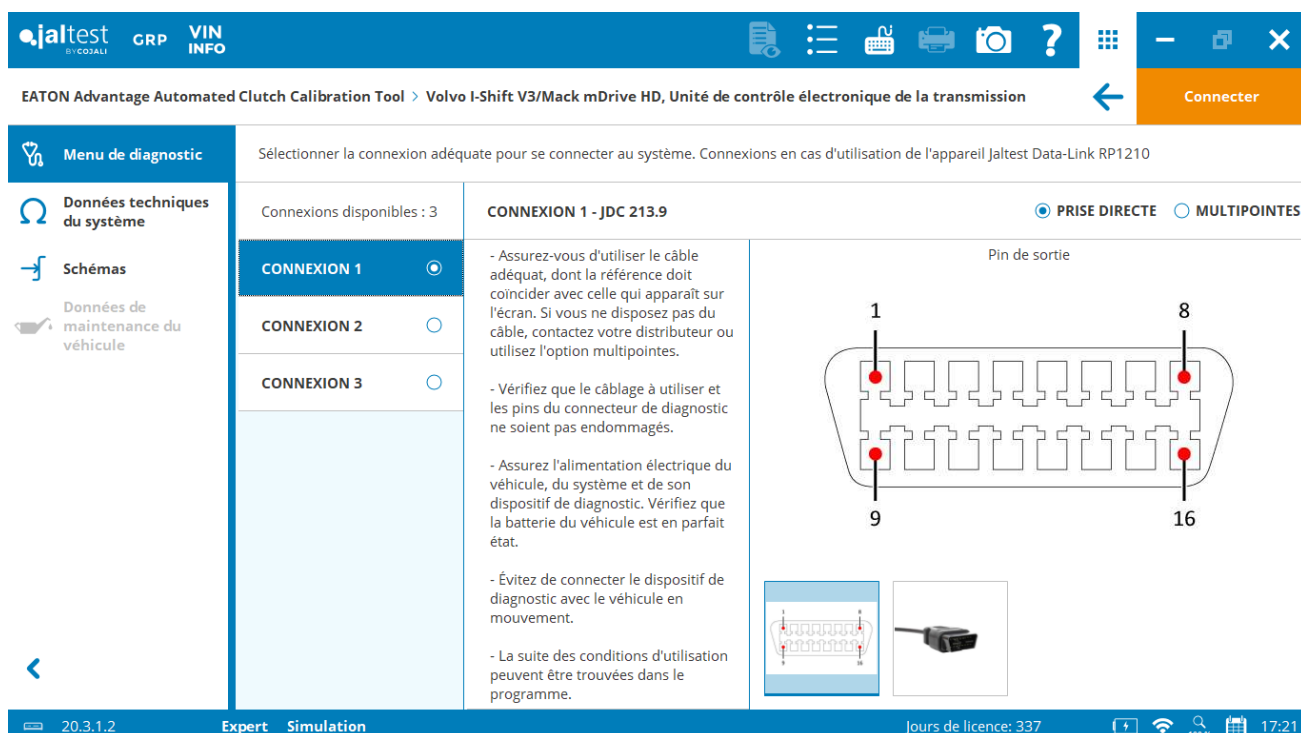 jaltest
BY COJALI
GRP
VIN
INFO
EATON Advantage Automated Clutch Calibration Tool > Volvo I-Shift V3/Mack mDrive HD, Unité de contrôle électronique de la transmission
Connecter
Menu de diagnostic
Sélectionner la connexion adéquate pour se connecter au système. Connexions en cas d'utilisation de l'appareil Jaltest Data-Link RP1210
Données techniques
du système
Schémas
Données de
maintenance du
véhicule
Connexions disponibles : 3
CONNEXION 1
CONNEXION 2
CONNEXION 3
CONNEXION 1 - JDC 213.9
PRISE DIRECTE
MULTIPOINTES
- Assurez-vous d'utiliser le câble
adéquat, dont la référence doit
coïncider avec celle qui apparaît sur
l'écran. Si vous ne disposez pas du
câble, contactez votre distributeur ou
utilisez l'option multipointes.
- Vérifiez que le câblage à utiliser et
les pins du connecteur de diagnostic
ne soient pas endommagés.
- Assurez l'alimentation électrique du
véhicule, du système et de son
dispositif de diagnostic. Vérifiez que
la batterie du véhicule est en parfait
état.
- Évitez de connecter le dispositif de
diagnostic avec le véhicule en
mouvement.
- La suite des conditions d'utilisation
peuvent être trouvées dans le
programme.
Pin de sortie
1
8
9
16
1
8
9
16
20.3.1.2
Expert
Simulation
Jours de licence: 337
17:21